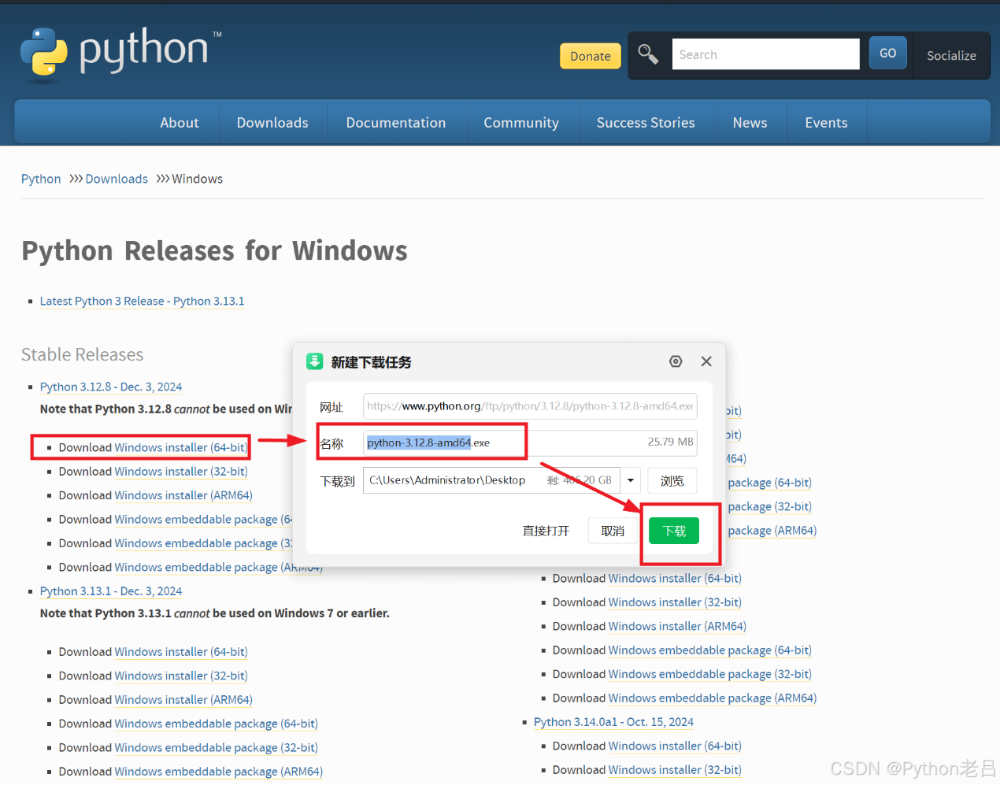 python™
Donate
Search
GO
Socialize
About
Downloads
Documentation
Community
Success Stories
News
Events
Python >>> Downloads >>> Windows
Python Releases for Windows
Latest Python 3 Release - Python 3.13.1
Stable Releases
Python 3.12.8 - Dec. 3, 2024
Note that Python 3.12.8 cannot be used on Win
Download Windows installer (64-bit)
Download Windows installer (32-bit)
Download Windows installer (ARM64)
Download Windows embeddable package (64
Download Windows embeddable package (32
Download Windows embeddable package (ARM64)
Python 3.13.1 - Dec. 3, 2024
Note that Python 3.13.1 cannot be used on Windows 7 or earlier.
Download Windows installer (64-bit)
Download Windows installer (32-bit)
Download Windows installer (ARM64)
Download Windows embeddable package (64-bit)
Download Windows embeddable package (32-bit)
Download Windows embeddable package (ARM64)
新建下载任务
网址 https://www.python.org/ftp/python/3.12.8/python-3.12.8-amd64.exe
名称 python-3.12.8-amd64.exe 25.79 MB
下载到 C:\Users\Administrator\Desktop 剩: 406.20 GB 浏览
直接打开 取消 下载
bit)
bit)
M64)
package (64-bit)
package (32-bit)
package (ARM64)
Download Windows installer (64-bit)
Download Windows installer (32-bit)
Download Windows installer (ARM64)
Download Windows embeddable package (64-bit)
Download Windows embeddable package (32-bit)
Download Windows embeddable package (ARM64)
Python 3.14.0a1 - Oct. 15, 2024
Download Windows installer (64-bit)
Download Windows installer (32-bit)
CSDN @Python老吕